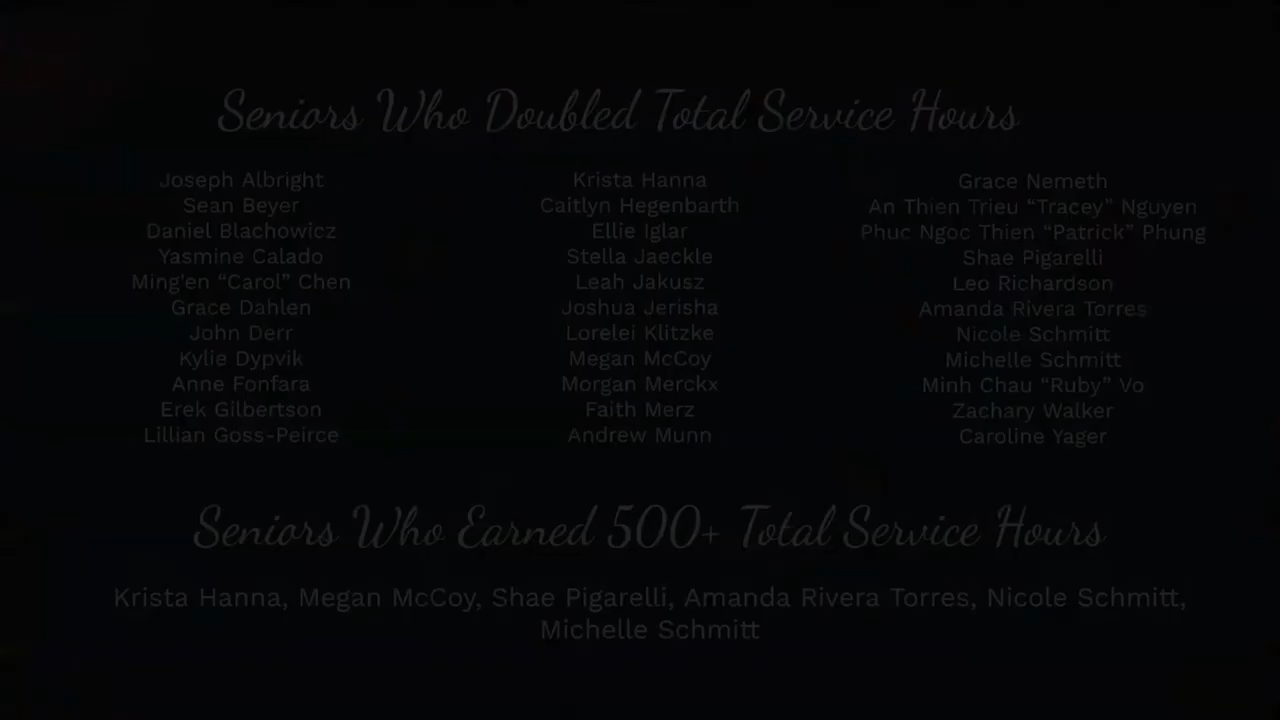 Seniors Who Doubled Total Service Hours
Joseph Albright
Sean Beyer
Daniel Blachowicz
Yasmine Calado
Ming'en “Carol” Chen
Grace Dahlen
John Derr
Kylie Dypvik
Anne Fonfara
Erek Gilbertson
Lillian Goss-Peirce
Krista Hanna
Caitlyn Hegenbarth
Ellie Iglar
Stella Jaeckle
Leah Jakusz
Joshua Jerisha
Lorelei Klitzke
Megan McCoy
Morgan Merckx
Faith Merz
Andrew Munn
Grace Nemeth
An Thien Trieu “Tracey” Nguyen
Phuc Ngoc Thien “Patrick” Phung
Shae Pigarelli
Leo Richardson
Amanda Rivera Torres
Nicole Schmitt
Michelle Schmitt
Minh Chau “Ruby” Vo
Zachary Walker
Caroline Yager
Seniors Who Earned 500+ Total Service Hours
Krista Hanna, Megan McCoy, Shae Pigarelli, Amanda Rivera Torres, Nicole Schmitt,
Michelle Schmitt